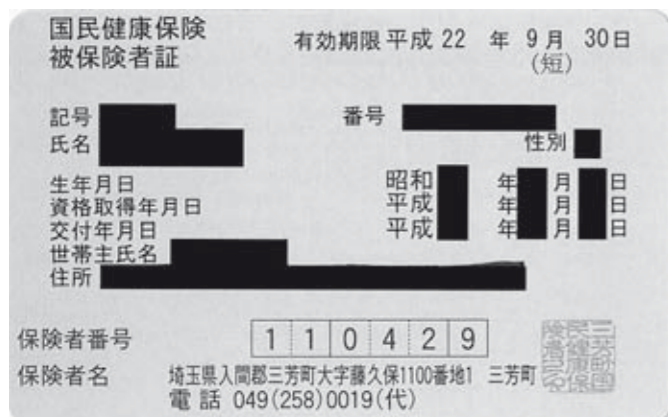 国民健康保険
被保険者証
有効期限 平成 22 年 9 月 30 日
(短)
記号 番号
氏名 性別
生年月日 昭和 年 月 日
資格取得年月日 平成 年 月 日
交付年月日 平成 年 月 日
世帯主氏名
住所
保険者番号 1 1 0 4 2 9
保険者名 埼玉県入間郡三芳町大字藤久保1100番地1 三芳町
電話 049(258)0019(代)